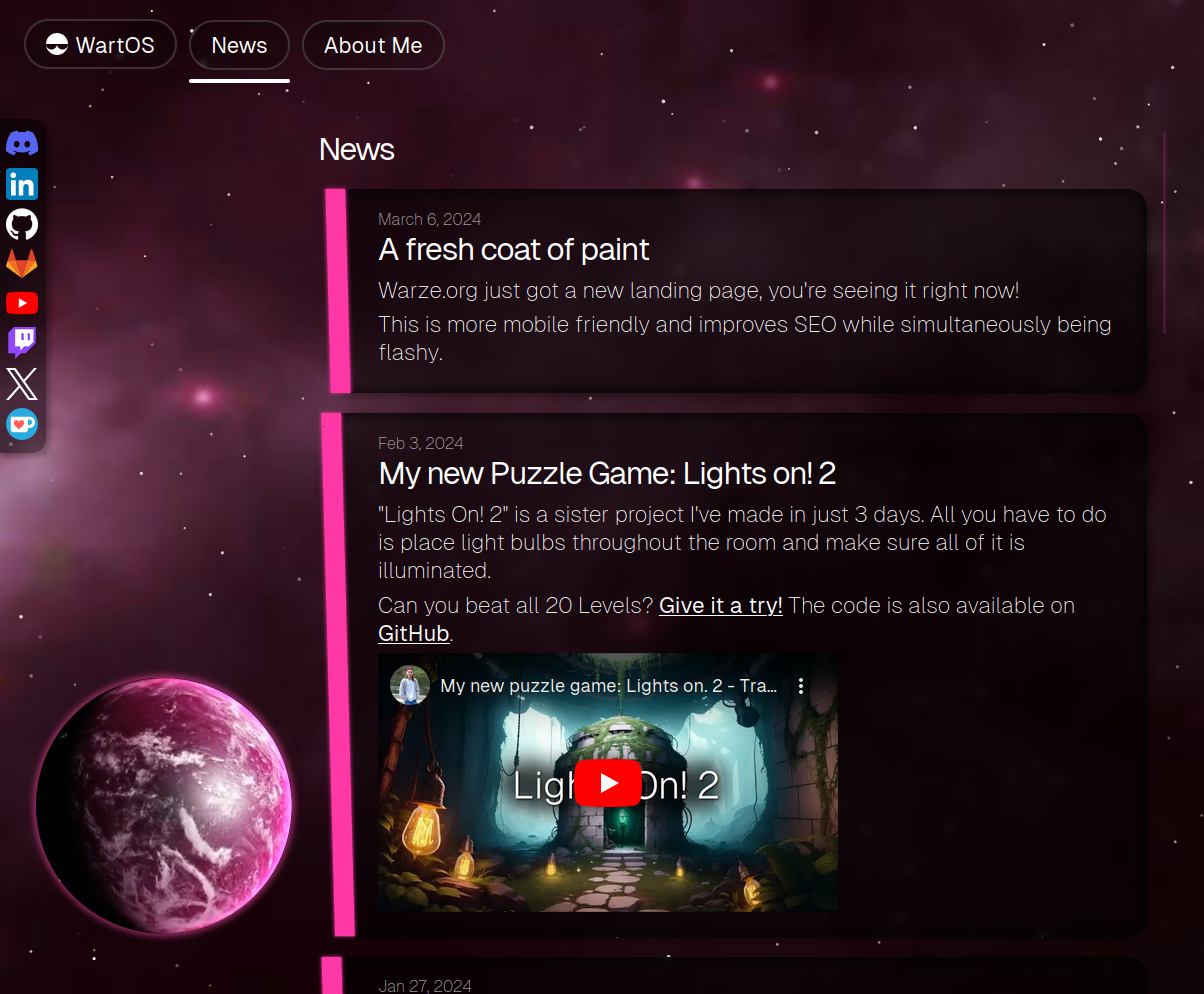 WartOS
News
About Me
in
News
March 6, 2024
A fresh coat of paint
Warze.org just got a new landing page, you're seeing it right now!
This is more mobile friendly and improves SEO while simultaneously being
flashy.
Feb 3, 2024
My new Puzzle Game: Lights on! 2
"Lights On! 2" is a sister project I've made in just 3 days. All you have to do
is place light bulbs throughout the room and make sure all of it is
illuminated.
Can you beat all 20 Levels? Give it a try! The code is also available on
GitHub.
My new puzzle game: Lights on. 2 - Tra...
Ligh On! 2
Jan 27, 2024